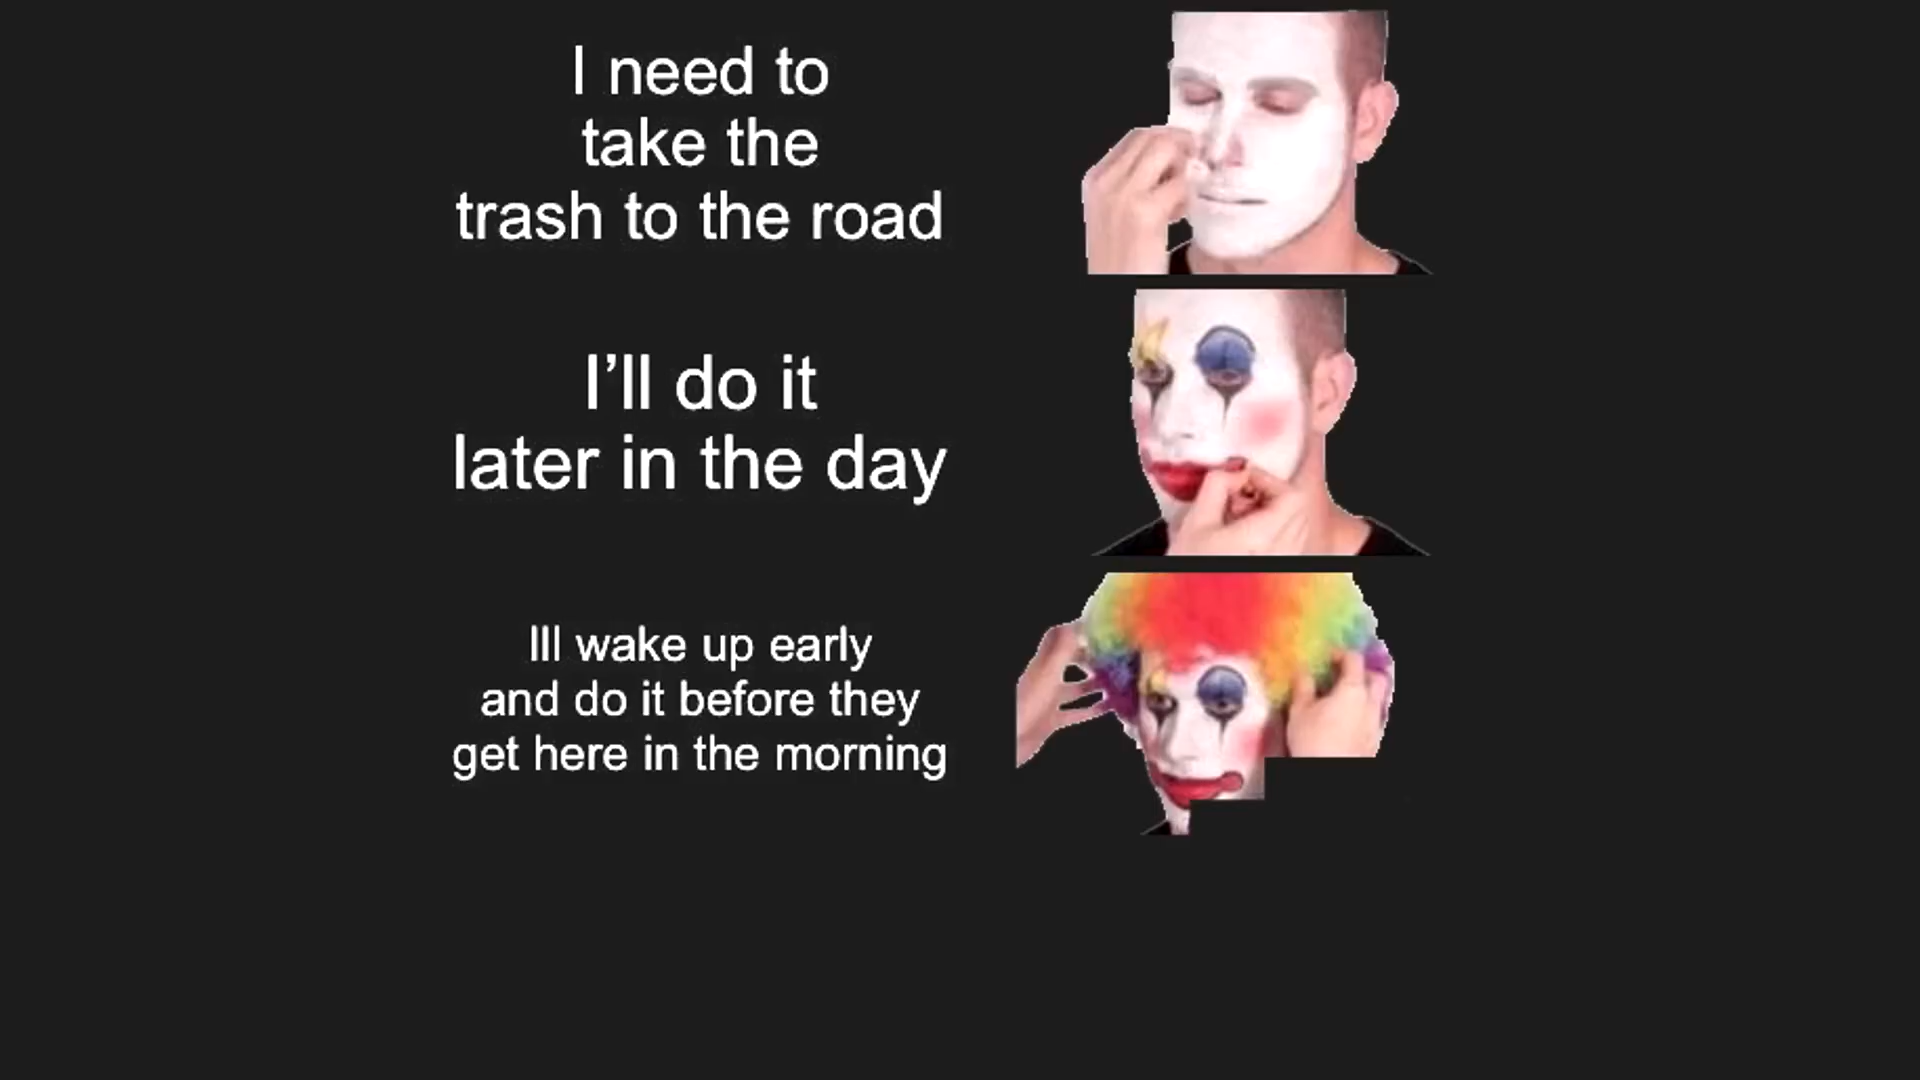 I need to
take the
trash to the road
I’ll do it
later in the day
Ill wake up early
and do it before they
get here in the morning